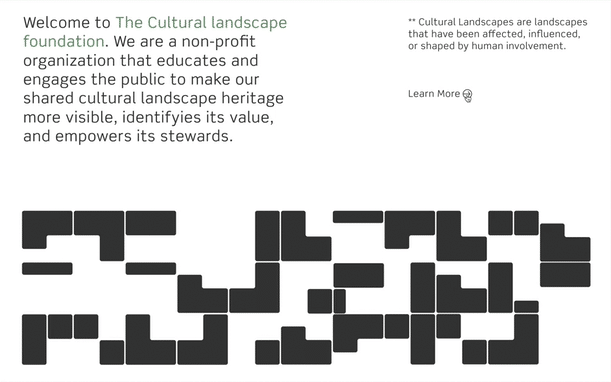 Welcome to The Cultural landscape
foundation. We are a non-profit
organization that educates and
engages the public to make our
shared cultural landscape heritage
more visible, identifyies its value,
and empowers its stewards.
** Cultural Landscapes are landscapes
that have been affected, influenced,
or shaped by human involvement.
Learn More